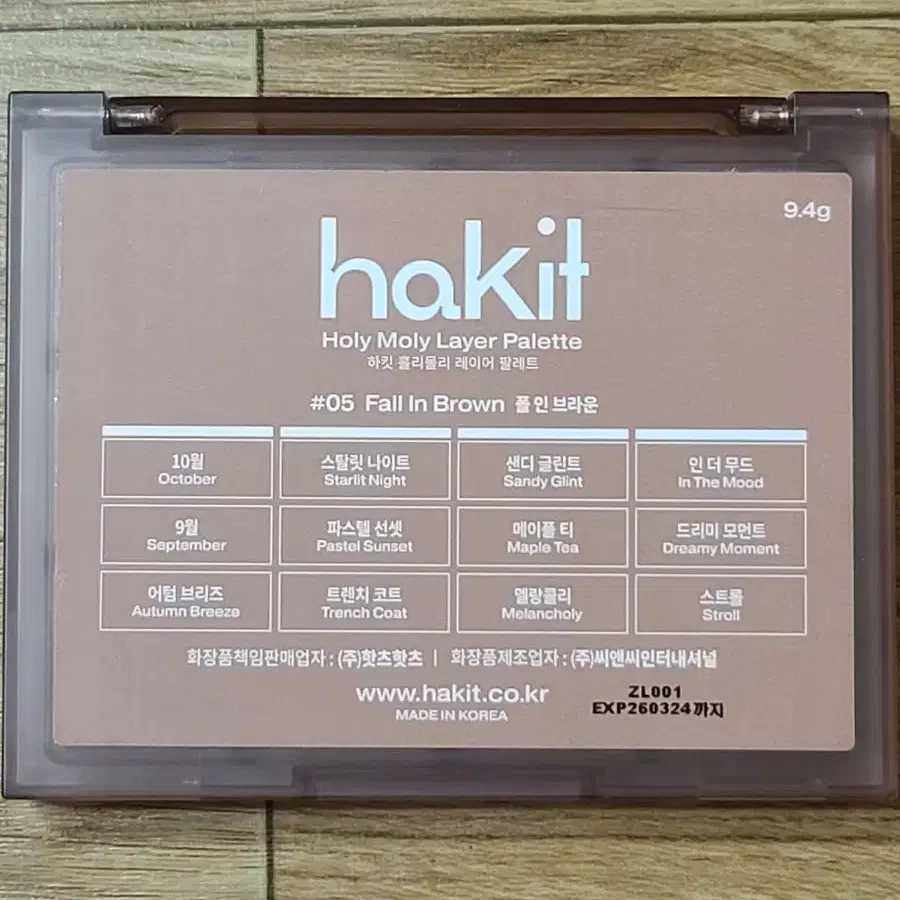 9.4g
hakit
Holy Moly Layer Palette
하킷 홀리몰리 레이어 팔레트
#05 Fall In Brown 폴 인 브라운
10월
October
스탈릿 나이트
Starlit Night
샌디 글린트
Sandy Glint
인 더 무드
In The Mood
9월
September
파스텔 선셋
Pastel Sunset
메이플 티
Maple Tea
드리미 모먼트
Dreamy Moment
어텀 브리즈
Autumn Breeze
트렌치 코트
Trench Coat
멜랑콜리
Melancholy
스트롤
Stroll
화장품책임판매업자 : (주)핫츠핫츠 | 화장품제조업자 : (주)씨앤씨인터내셔널
www.hakit.co.kr
MADE IN KOREA
ZL001
EXP260324까지